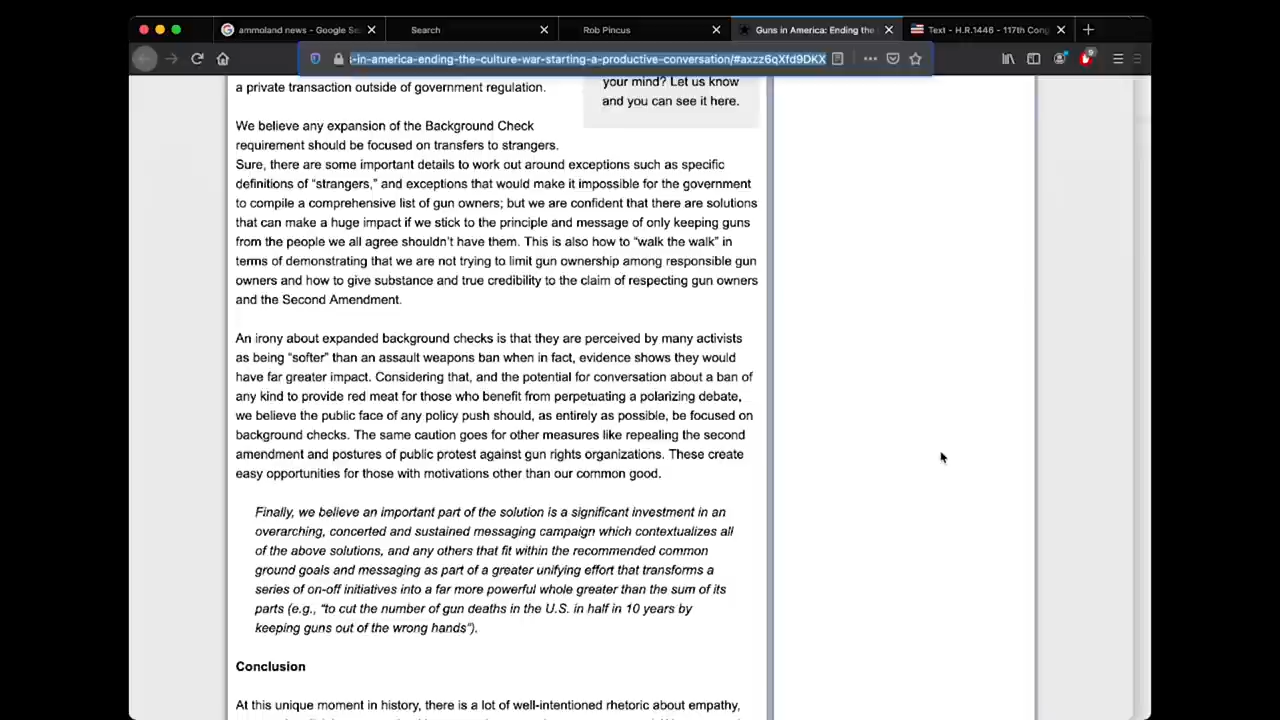 ammoland news - Google Se
Search
Rob Pincus
Guns in America: Ending the
Text - H.R.1446 - 117th Cong
-in-america-ending-the-culture-war-starting-a-productive-conversation/#axzz6qXfd9DKX
9
your mind? Let us know
a private transaction outside of government regulation.
and you can see it here.
We believe any expansion of the Background Check
requirement should be focused on transfers to strangers.
Sure, there are some important details to work out around exceptions such as specific
definitions of “strangers,” and exceptions that would make it impossible for the government
to compile a comprehensive list of gun owners; but we are confident that there are solutions
that can make a huge impact if we stick to the principle and message of only keeping guns
from the people we all agree shouldn’t have them. This is also how to “walk the walk” in
terms of demonstrating that we are not trying to limit gun ownership among responsible gun
owners and how to give substance and true credibility to the claim of respecting gun owners
and the Second Amendment.
An irony about expanded background checks is that they are perceived by many activists
as being “softer” than an assault weapons ban when in fact, evidence shows they would
have far greater impact. Considering that, and the potential for conversation about a ban of
any kind to provide red meat for those who benefit from perpetuating a polarizing debate,
we believe the public face of any policy push should, as entirely as possible, be focused on
background checks. The same caution goes for other measures like repealing the second
amendment and postures of public protest against gun rights organizations. These create
easy opportunities for those with motivations other than our common good.
Finally, we believe an important part of the solution is a significant investment in an
overarching, concerted and sustained messaging campaign which contextualizes all
of the above solutions, and any others that fit within the recommended common
ground goals and messaging as part of a greater unifying effort that transforms a
series of on-off initiatives into a far more powerful whole greater than the sum of its
parts (e.g., “to cut the number of gun deaths in the U.S. in half in 10 years by
keeping guns out of the wrong hands”).
Conclusion
At this unique moment in history, there is a lot of well-intentioned rhetoric about empathy,